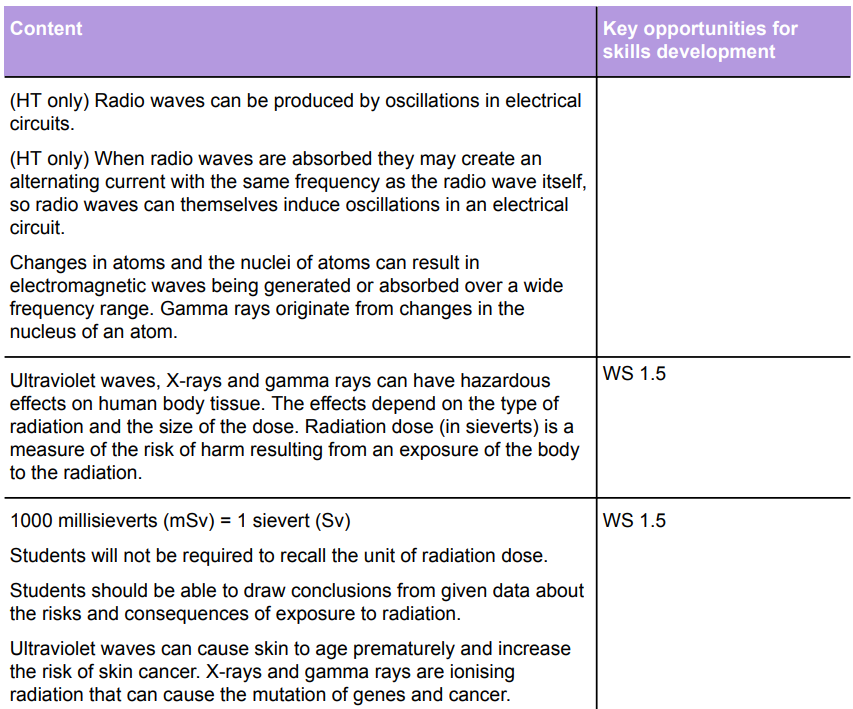 Content
Key opportunities for
skills development
(HT only) Radio waves can be produced by oscillations in electrical
circuits.
(HT only) When radio waves are absorbed they may create an
alternating current with the same frequency as the radio wave itself,
so radio waves can themselves induce oscillations in an electrical
circuit.
Changes in atoms and the nuclei of atoms can result in
electromagnetic waves being generated or absorbed over a wide
frequency range. Gamma rays originate from changes in the
nucleus of an atom.
Ultraviolet waves, X-rays and gamma rays can have hazardous
effects on human body tissue. The effects depend on the type of
radiation and the size of the dose. Radiation dose (in sieverts) is a
measure of the risk of harm resulting from an exposure of the body
to the radiation.
WS 1.5
1000 millisieverts (mSv) = 1 sievert (Sv)
Students will not be required to recall the unit of radiation dose.
Students should be able to draw conclusions from given data about
the risks and consequences of exposure to radiation.
Ultraviolet waves can cause skin to age prematurely and increase
the risk of skin cancer. X-rays and gamma rays are ionising
radiation that can cause the mutation of genes and cancer.
WS 1.5